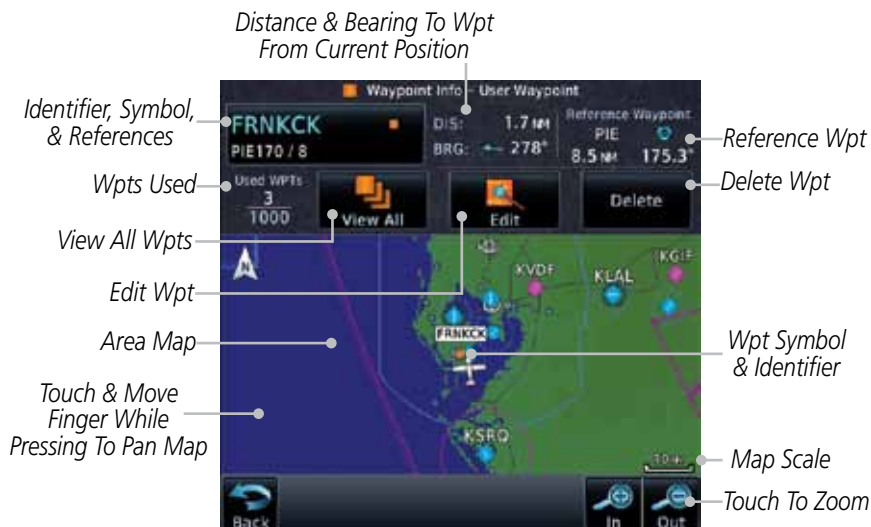 Distance & Bearing To Wpt
From Current Position
Identifier, Symbol,
& References
Wpts Used
View All Wpts
Edit Wpt
Area Map
Touch & Move
Finger While
Pressing To Pan Map
Waypoint Info – User Waypoint
FRNKCK
PIE170 / 8
DIS: 1.7 NM
BRG: 278°
Reference Waypoint
PIE
8.5 NM 175.3°
Used WPTs
3
1000
View All
Edit
Delete
KVDF
KLAL
KGIF
FRNKCK
KSRQ
Back
In
Out
Reference Wpt
Delete Wpt
Wpt Symbol
& Identifier
Map Scale
Touch To Zoom